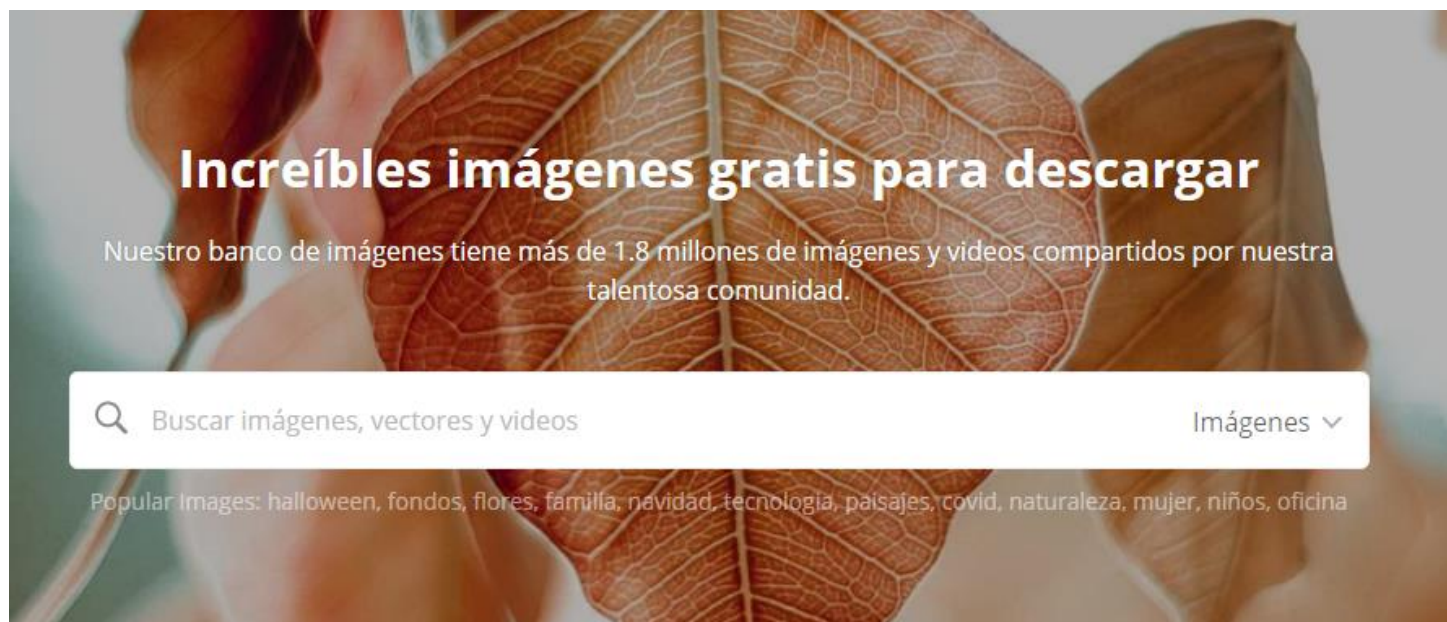 Increíbles imágenes gratis para descargar
Nuestro banco de imágenes tiene más de 1.8 millones de imágenes y videos compartidos por nuestra
talentosa comunidad.
Buscar imágenes, vectores y videos
Imágenes
Popular Images: halloween, fondos, flores, familia, navidad, tecnología, paisajes, covid, naturaleza, mujer, niños, oficina